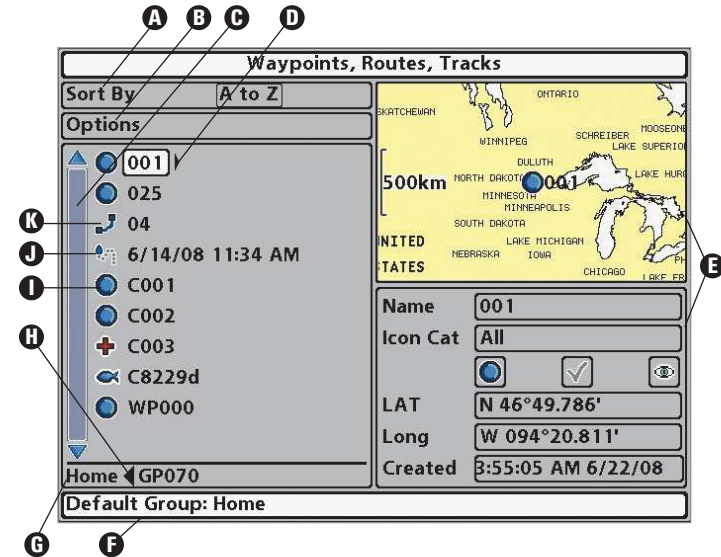 A B C D
Waypoints, Routes, Tracks
Sort By A to Z
Options
001
025
K 04
J 6/14/08 11:34 AM
I C001
C002
H C003
C8229d
WP000
Home GP070
Default Group: Home
G F
ONTARIO
SKATCHEWAN
WINNIPEG
SCHREIBER
MOOSEONE
LAKE SUPERIO
DULUTH
500km
NORTH DAKOTA
001
LAKE HURO
MINNESOTA
MINNEAPOLIS
SOUTH DAKOTA
NITED
LAKE MICHIGAN
NEBRASKA
IOWA
TATES
CHICAGO
LAKE ER
PH
E
Name 001
Icon Cat All
LAT N 46°49.786'
Long W 094°20.811'
Created 3:55:05 AM 6/22/08